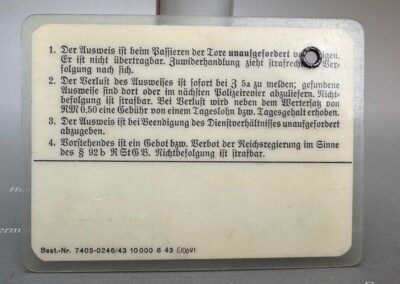 1. Der Ausweis ist beim Passieren der Tore unaufgefordert
Er ist nicht übertragbar. Zuwiderhandlung zieht strafrech
folgung nach sich.
2. Der Verlust des Ausweises ist sofort bei Z 5a zu melden; gefundene
Ausweise sind dort oder im nächsten Polizeirevier abzuliefern. Nicht-
befolgung ist strafbar. Bei Verlust wird neben dem Wertersatz von
RM 0,50 eine Gebühr von einem Tageslohn bzw. Tagesgehalt erhoben.
3. Der Ausweis ist bei Beendigung des Dienstverhältnisses unaufgefordert
abzugeben.
4. Vorstehendes ist ein Gebot bzw. Verbot der Reichsregierung im Sinne
des § 92 b RStGB. Nichtbefolgung ist strafbar.
Best.-Nr. 7405-0246/43 10 000 6 43 E/0691